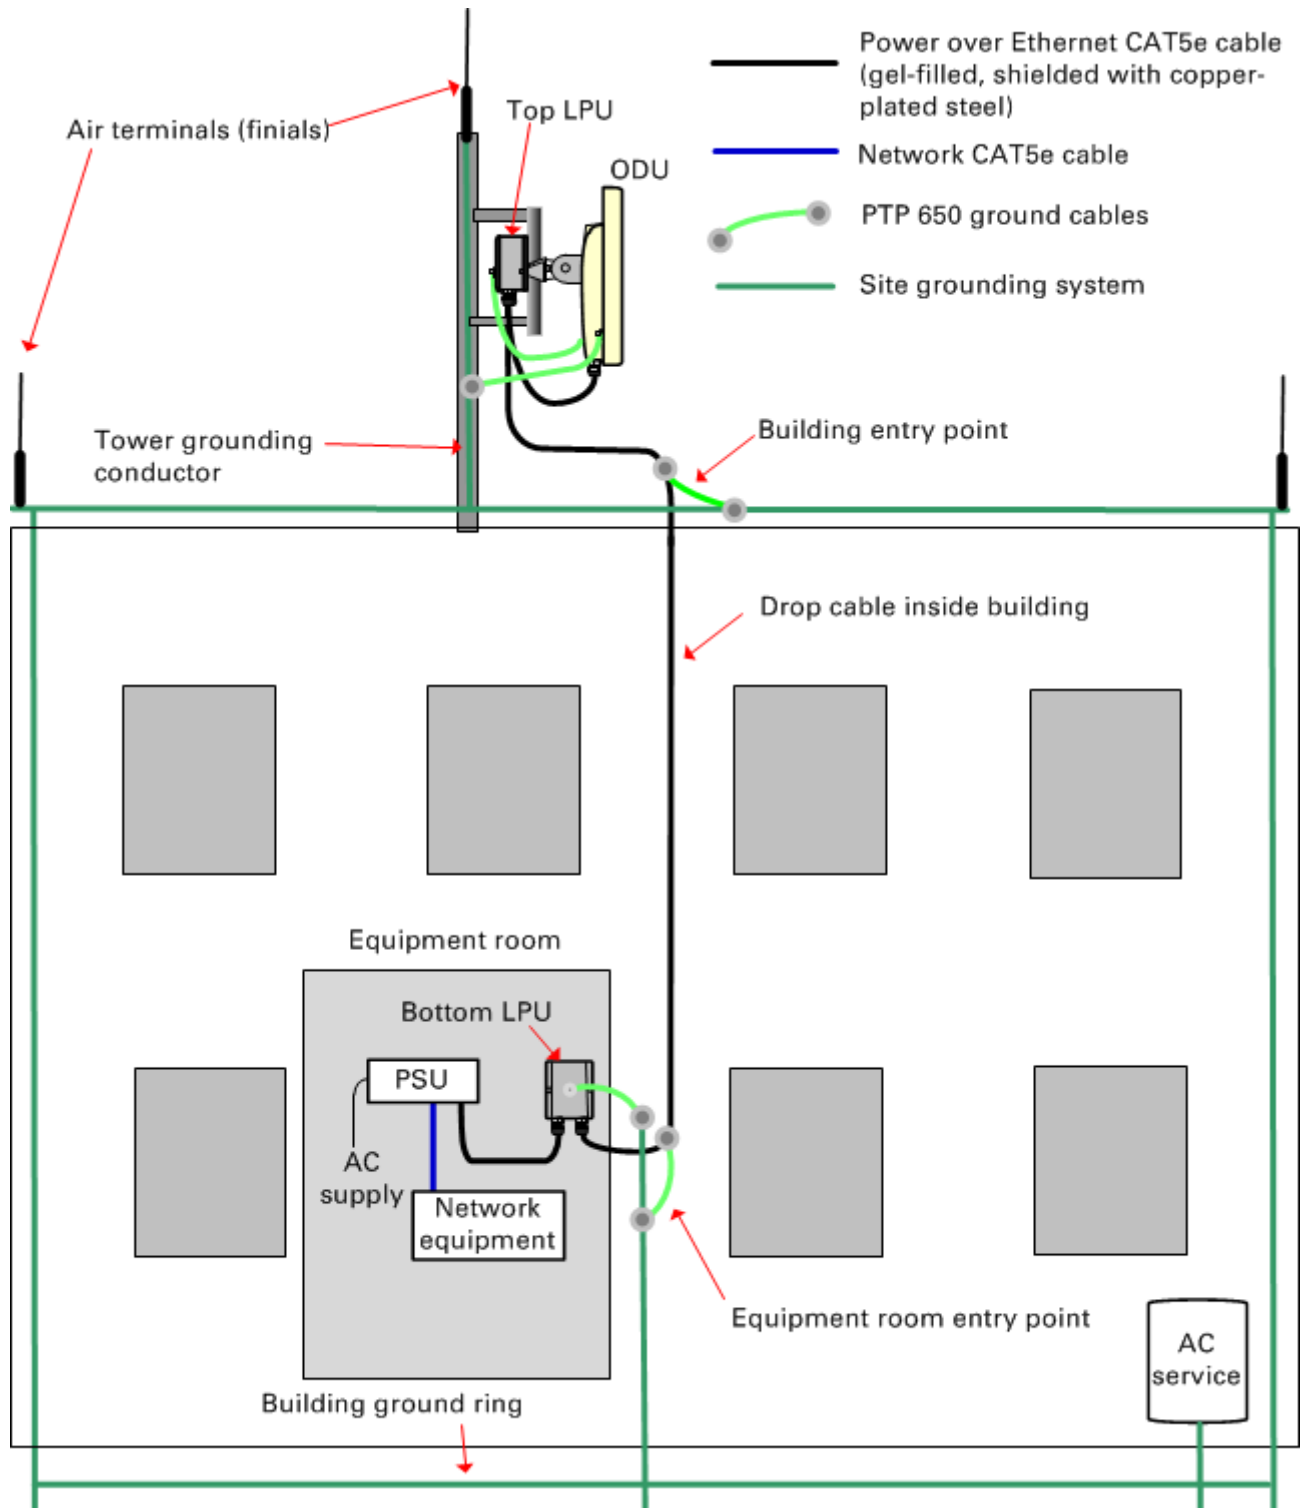 Power over Ethernet CAT5e cable
(gel-filled, shielded with copper-
plated steel)
Top LPU
Air terminals (finials)
Network CAT5e cable
ODU
PTP 650 ground cables
Site grounding system
Building entry point
Tower grounding
conductor
Drop cable inside building
Equipment room
Bottom LPU
PSU
AC
supply
Network
equipment
Equipment room entry point
AC
service
Building ground ring